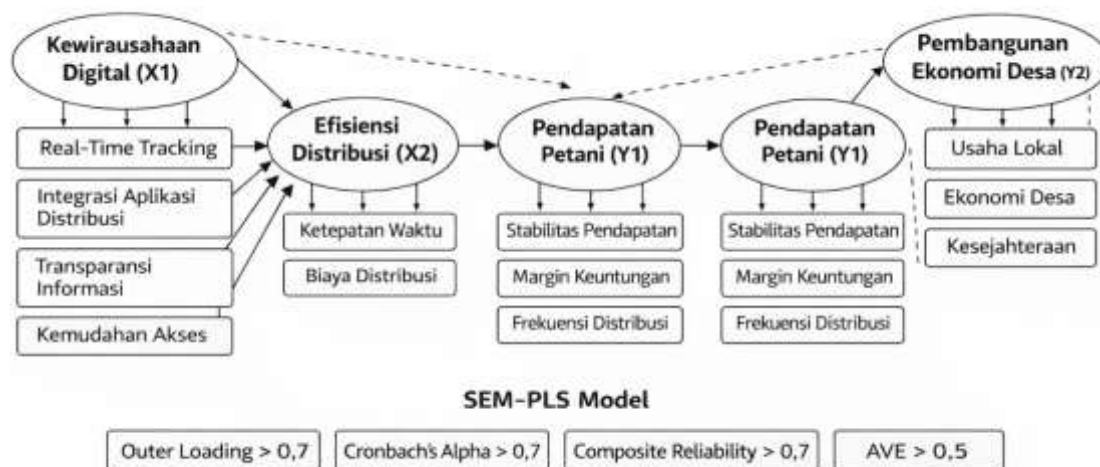 Kewirausahaan
Digital (X1)
Real-Time Tracking
Integrasi Aplikasi
Distribusi
Transparansi
Informasi
Kemudahan Akses
Efisiensi
Distribusi (X2)
Ketepatan Waktu
Biaya Distribusi
Pendapatan
Petani (Y1)
Stabilitas Pendapatan
Margin Keuntungan
Frekuensi Distribusi
Pendapatan
Petani (Y1)
Stabilitas Pendapatan
Margin Keuntungan
Frekuensi Distribusi
Pembangunan
Ekonomi Desa (Y2)
Usaha Lokal
Ekonomi Desa
Kesejahteraan
SEM-PLS Model
Outer Loading > 0,7
Cronbach's Alpha > 0,7
Composite Reliability > 0,7
AVE > 0,5